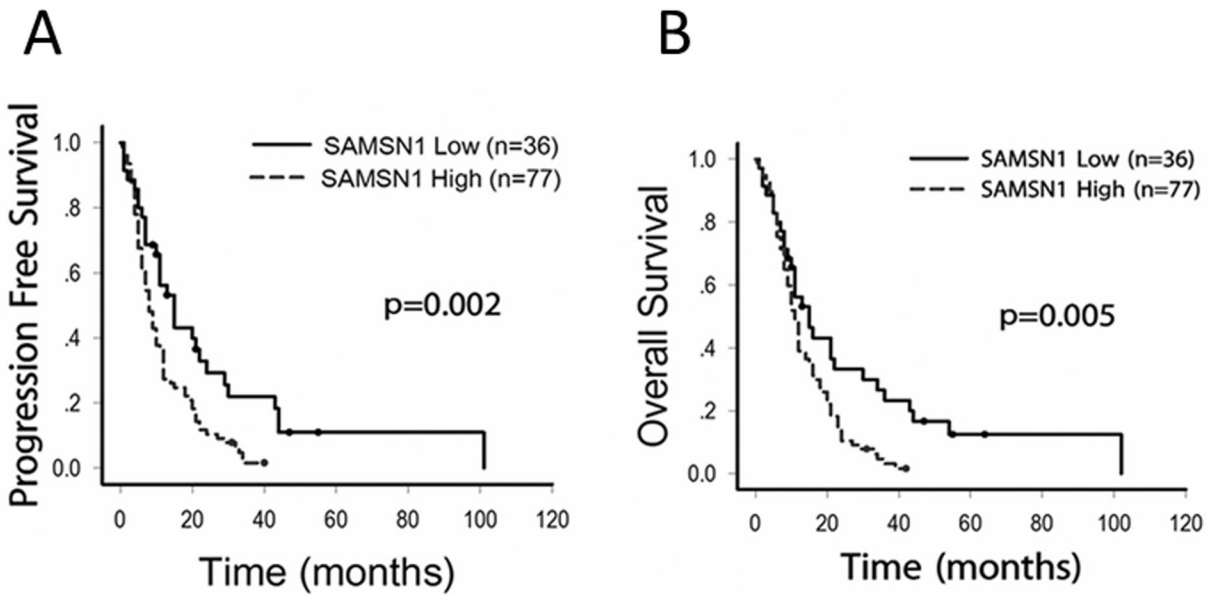 A
B
Progression Free Survival
1.0
.8
.6
.4
.2
0.0
SAMSN1 Low (n=36)
SAMSN1 High (n=77)
p=0.002
0 20 40 60 80 100 120
Time (months)
Overall Survival
1.0
.8
.6
.4
.2
0.0
SAMSN1 Low (n=36)
SAMSN1 High (n=77)
p=0.005
0 20 40 60 80 100 120
Time (months)